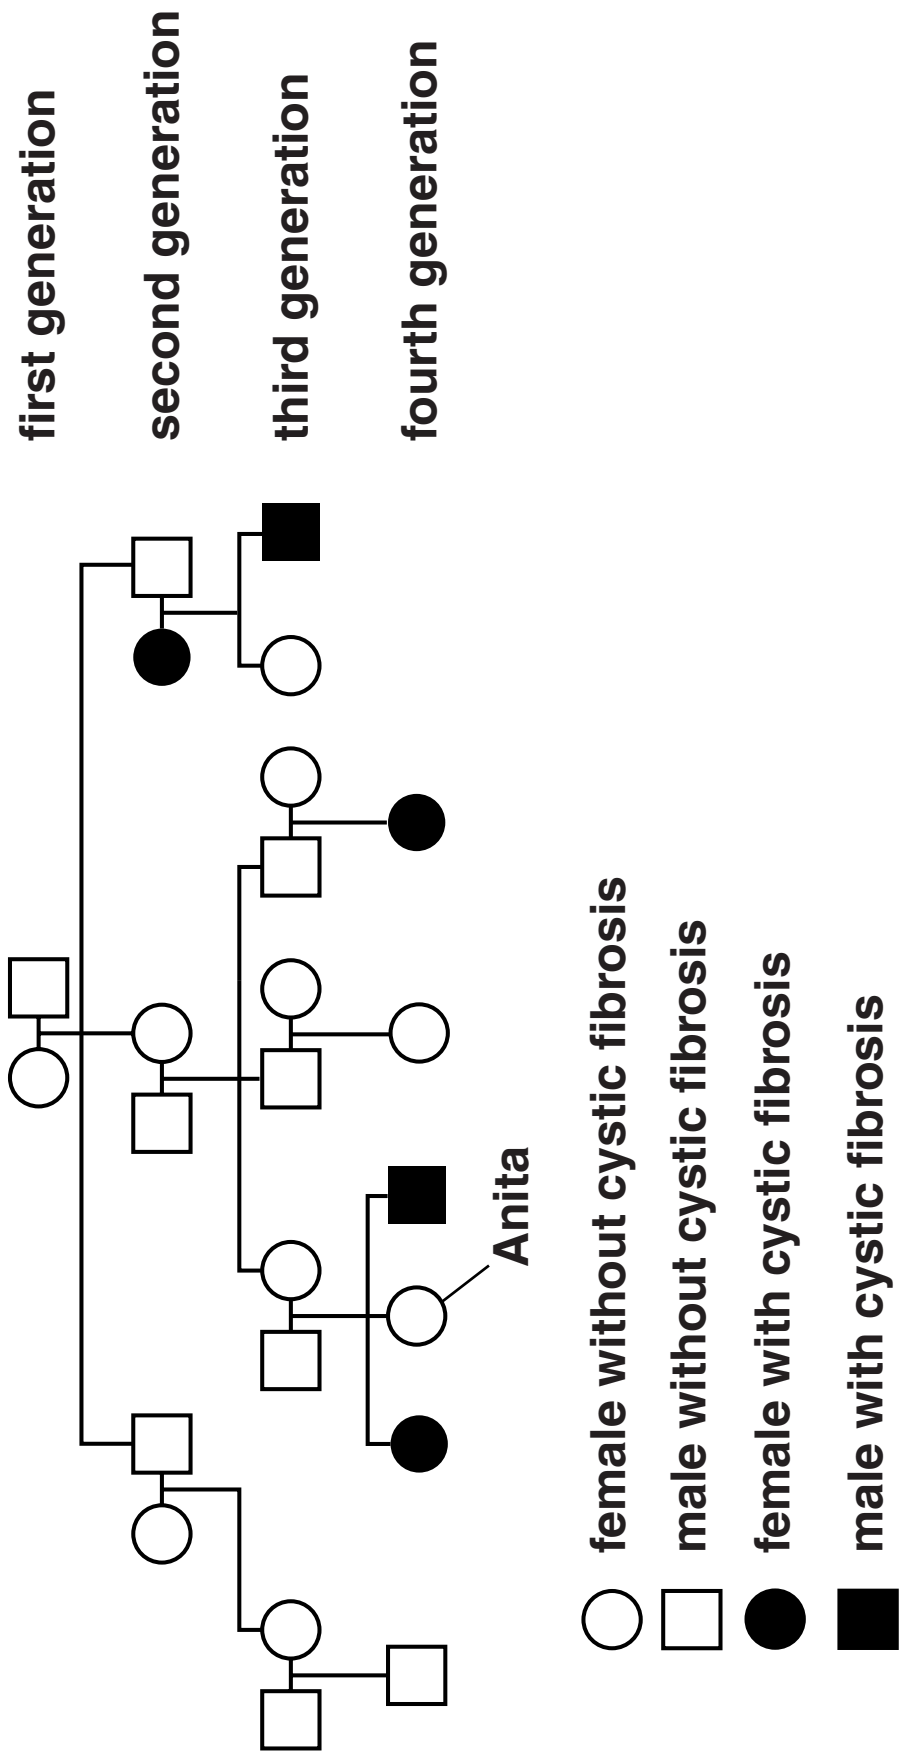 first generation
second generation
third generation
fourth generation
Anita
female without cystic fibrosis
male without cystic fibrosis
female with cystic fibrosis
male with cystic fibrosis